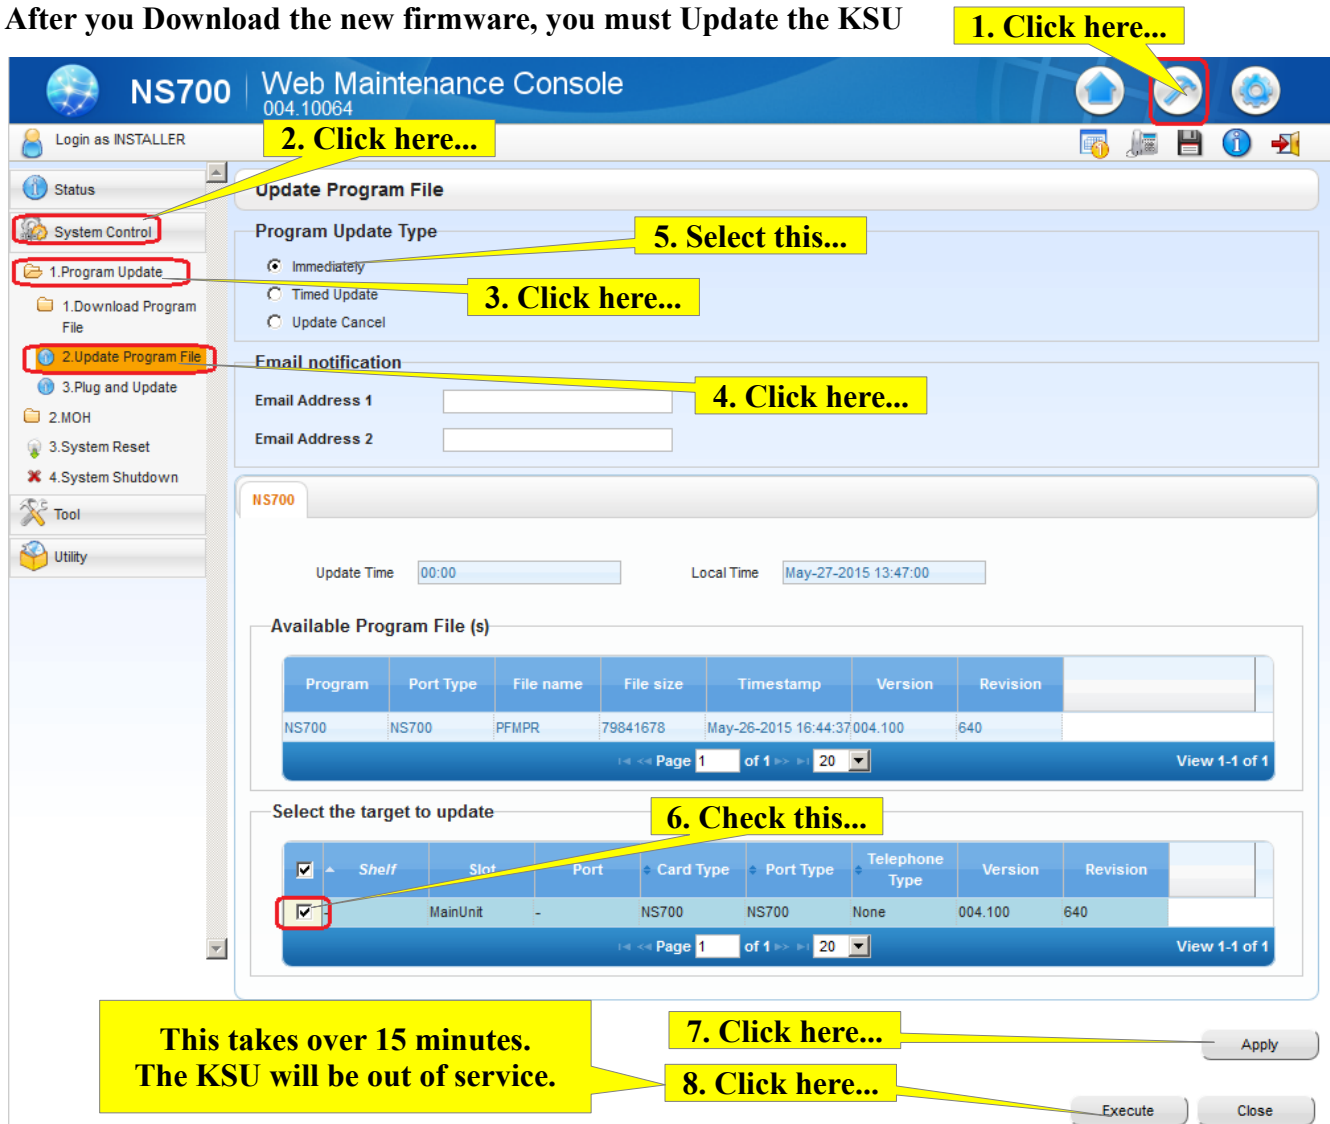 After you Download the new firmware, you must Update the KSU
1. Click here...
NS700
Web Maintenance Console
004.10064
Login as INSTALLER
2. Click here...
Status
System Control
1.Program Update
1.Download Program
File
2.Update Program File
3.Plug and Update
2.MOH
3.System Reset
4.System Shutdown
Tool
Utility
Update Program File
Program Update Type
5. Select this...
Immediately
Timed Update
3. Click here...
Update Cancel
Email notification
4. Click here...
Email Address 1
Email Address 2
NS700
Update Time 00:00 Local Time May-27-2015 13:47:00
Available Program File (s)
Program Port Type File name File size Timestamp Version Revision
NS700 NS700 PFMPR 79841678 May-26-2015 16:44:37 004.100 640
Page 1 of 1 20 View 1-1 of 1
Select the target to update
6. Check this...
Shelf Slot Port Card Type Port Type Telephone Type Version Revision
- MainUnit - NS700 NS700 None 004.100 640
Page 1 of 1 20 View 1-1 of 1
This takes over 15 minutes.
The KSU will be out of service.
7. Click here...
Apply
8. Click here...
Execute Close